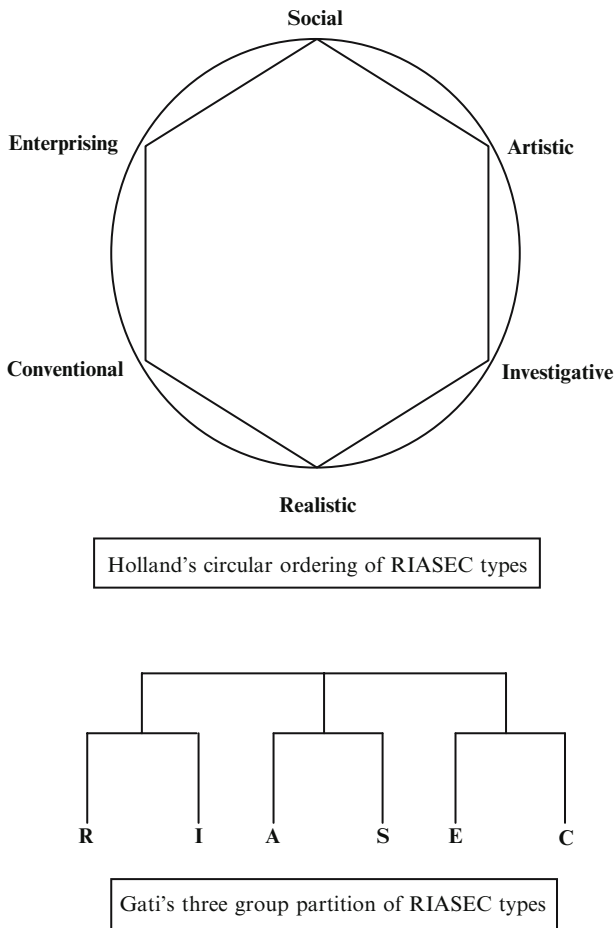 Social
Enterprising
Artistic
Conventional
Investigative
Realistic
Holland's circular ordering of RIASEC types
R I A S E C
Gati's three group partition of RIASEC types